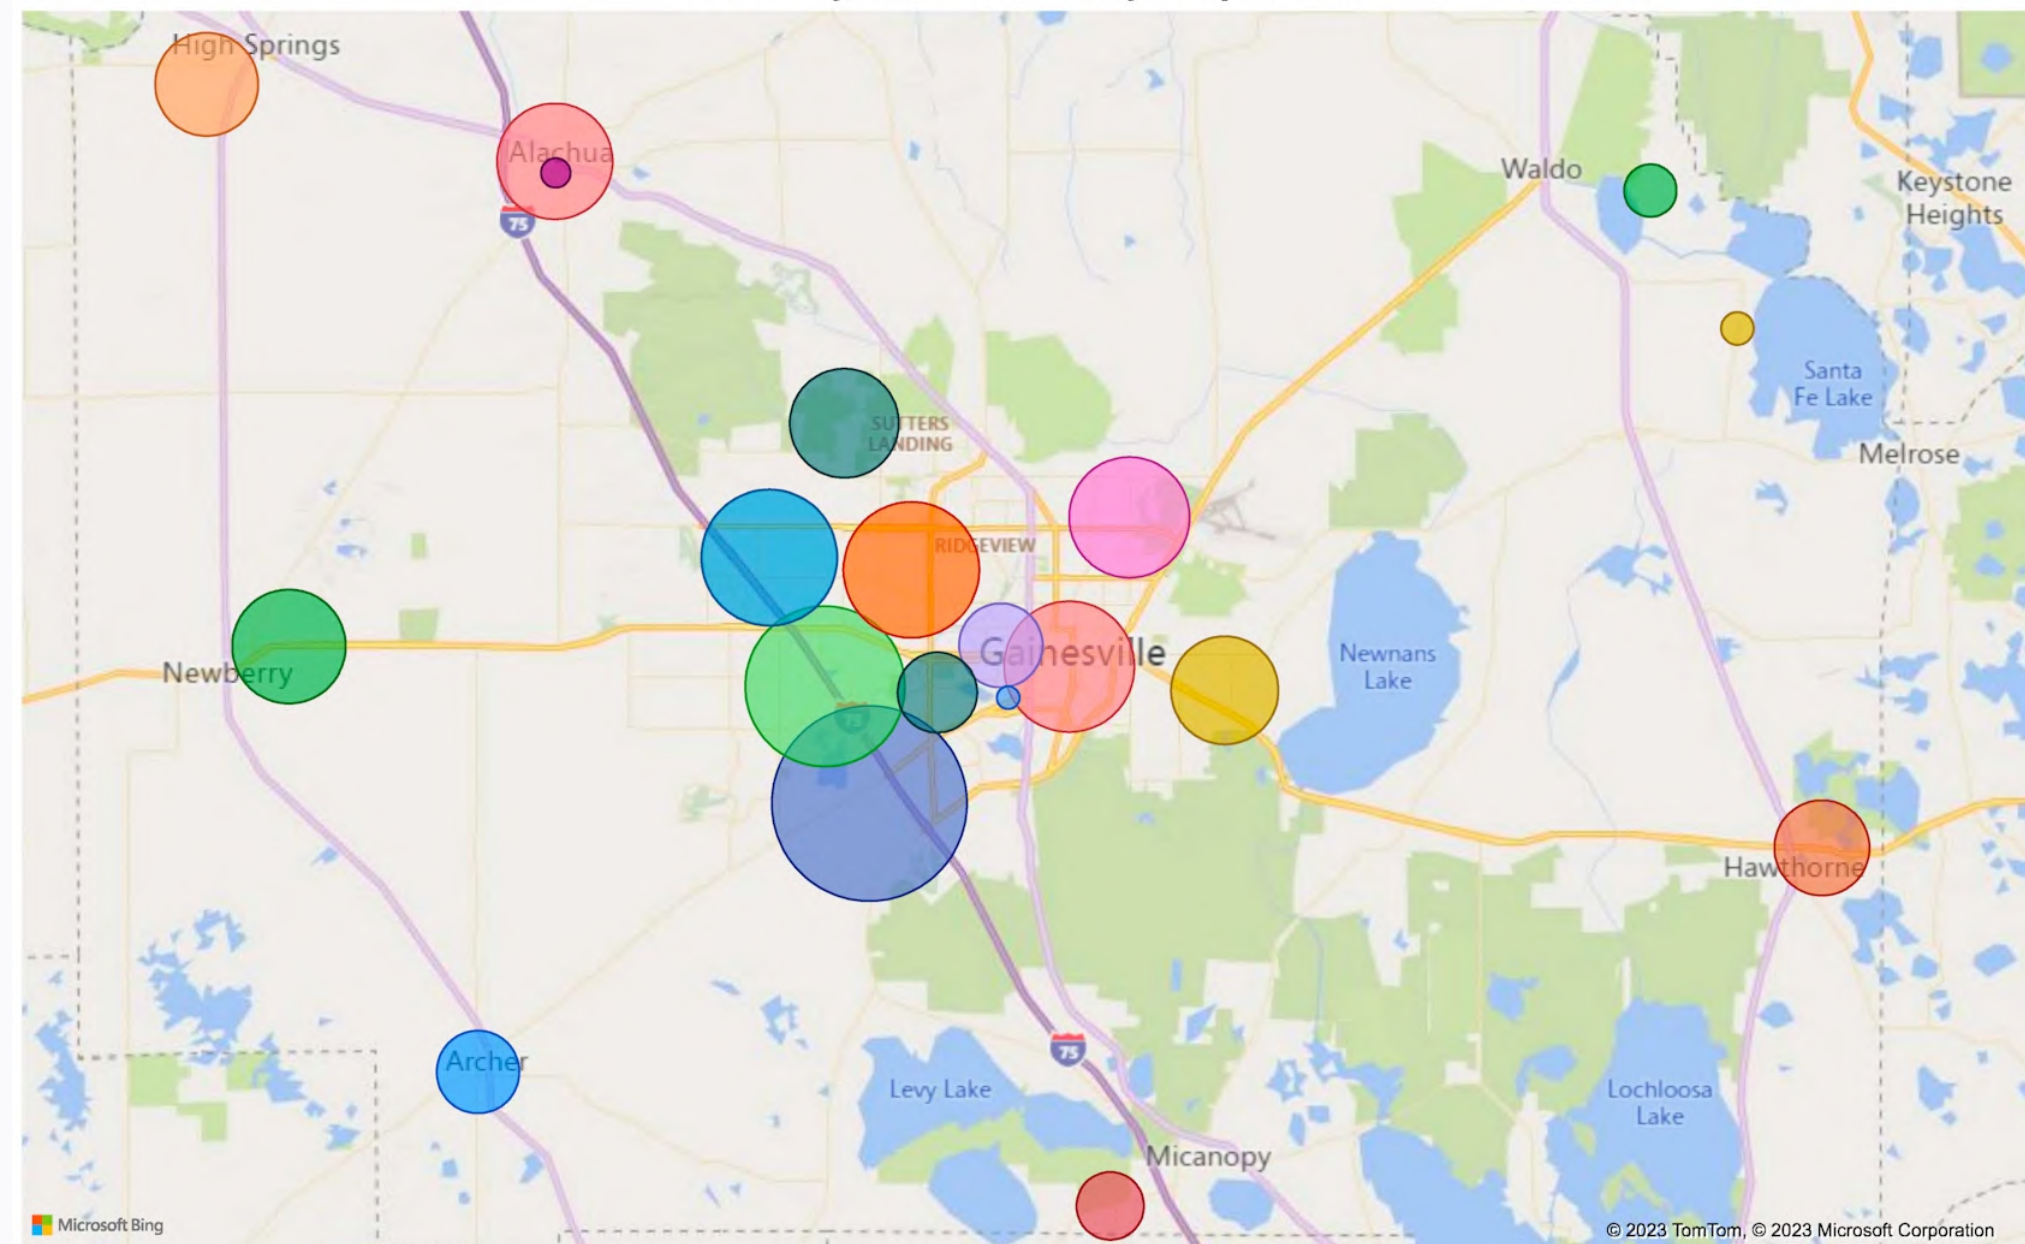 High Springs
Alachua
75
Waldo
Keystone
Heights
Santa
Fe Lake
SUTTERS
LANDING
Melrose
RIDGEVIEW
Gainesville
Newnans
Lake
Newberry
75
Hawthorne
75
Archer
Levy Lake
Lochloosa
Lake
Micanopy
Microsoft Bing
© 2023 TomTom, © 2023 Microsoft Corporation